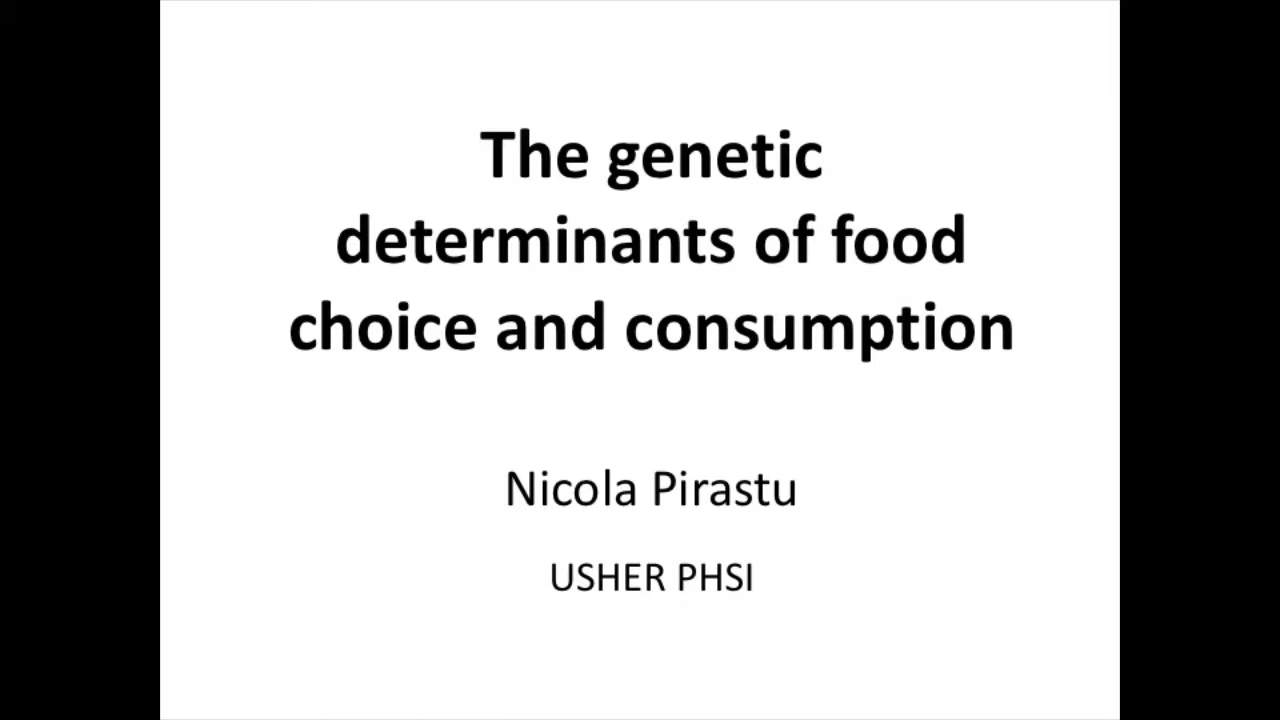 The genetic
determinants of food
choice and consumption
Nicola Pirastu
USHER PHSI